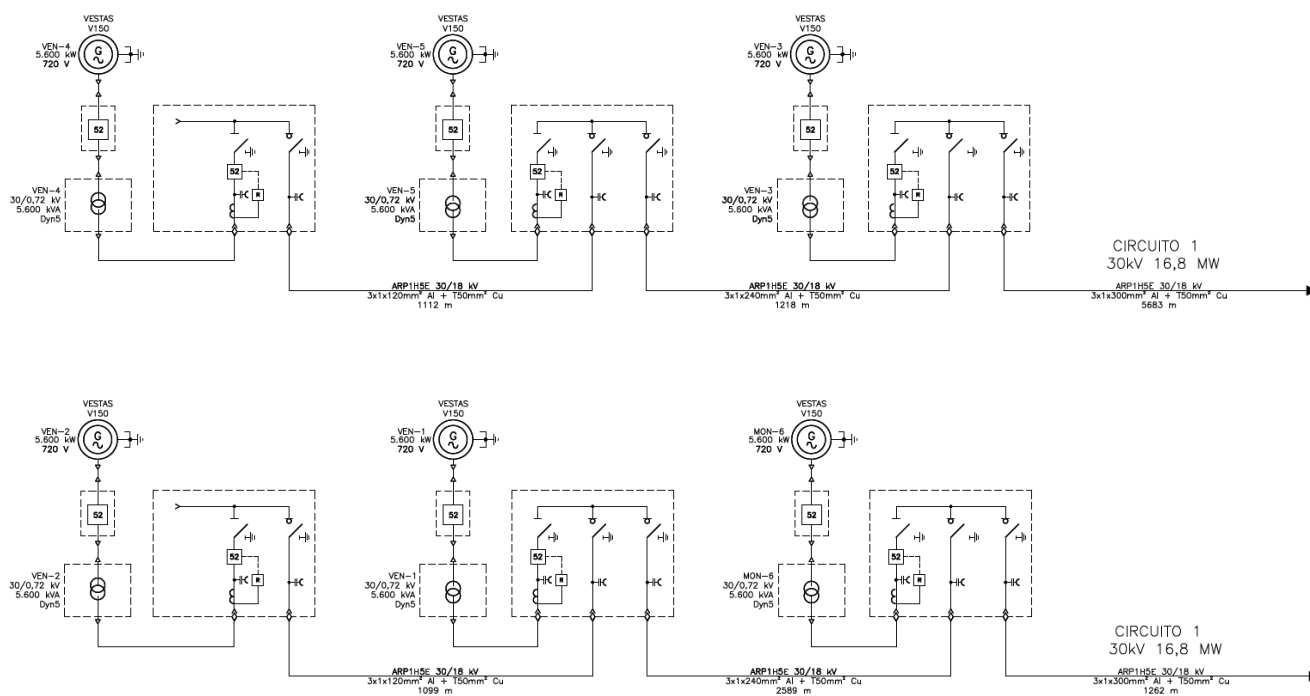 VESTAS
V150
VEN-4
5.600 kW
720 V
G
52
VEN-4
30/0,72 kV
5.600 kVA
Dyn5
52
R
VESTAS
V150
VEN-5
5.600 kW
720 V
G
52
VEN-5
30/0,72 kV
5.600 kVA
Dyn5
52
R
VESTAS
V150
VEN-3
5.600 kW
720 V
G
52
VEN-3
30/0,72 kV
5.600 kVA
Dyn5
52
R
ARP1H5E 30/18 kV
3x1x120mm² Al + T50mm² Cu
1112 m
ARP1H5E 30/18 kV
3x1x240mm² Al + T50mm² Cu
1218 m
CIRCUITO 1
30kV 16,8 MW
ARP1H5E 30/18 kV
3x1x300mm² Al + T50mm² Cu
5683 m
VESTAS
V150
VEN-2
5.600 kW
720 V
G
52
VEN-2
30/0,72 kV
5.600 kVA
Dyn5
52
R
VESTAS
V150
VEN-1
5.600 kW
720 V
G
52
VEN-1
30/0,72 kV
5.600 kVA
Dyn5
52
R
VESTAS
V150
MON-6
5.600 kW
720 V
G
52
MON-6
30/0,72 kV
5.600 kVA
Dyn5
52
R
ARP1H5E 30/18 kV
3x1x120mm² Al + T50mm² Cu
1099 m
ARP1H5E 30/18 kV
3x1x240mm² Al + T50mm² Cu
2589 m
CIRCUITO 1
30kV 16,8 MW
ARP1H5E 30/18 kV
3x1x300mm² Al + T50mm² Cu
1262 m